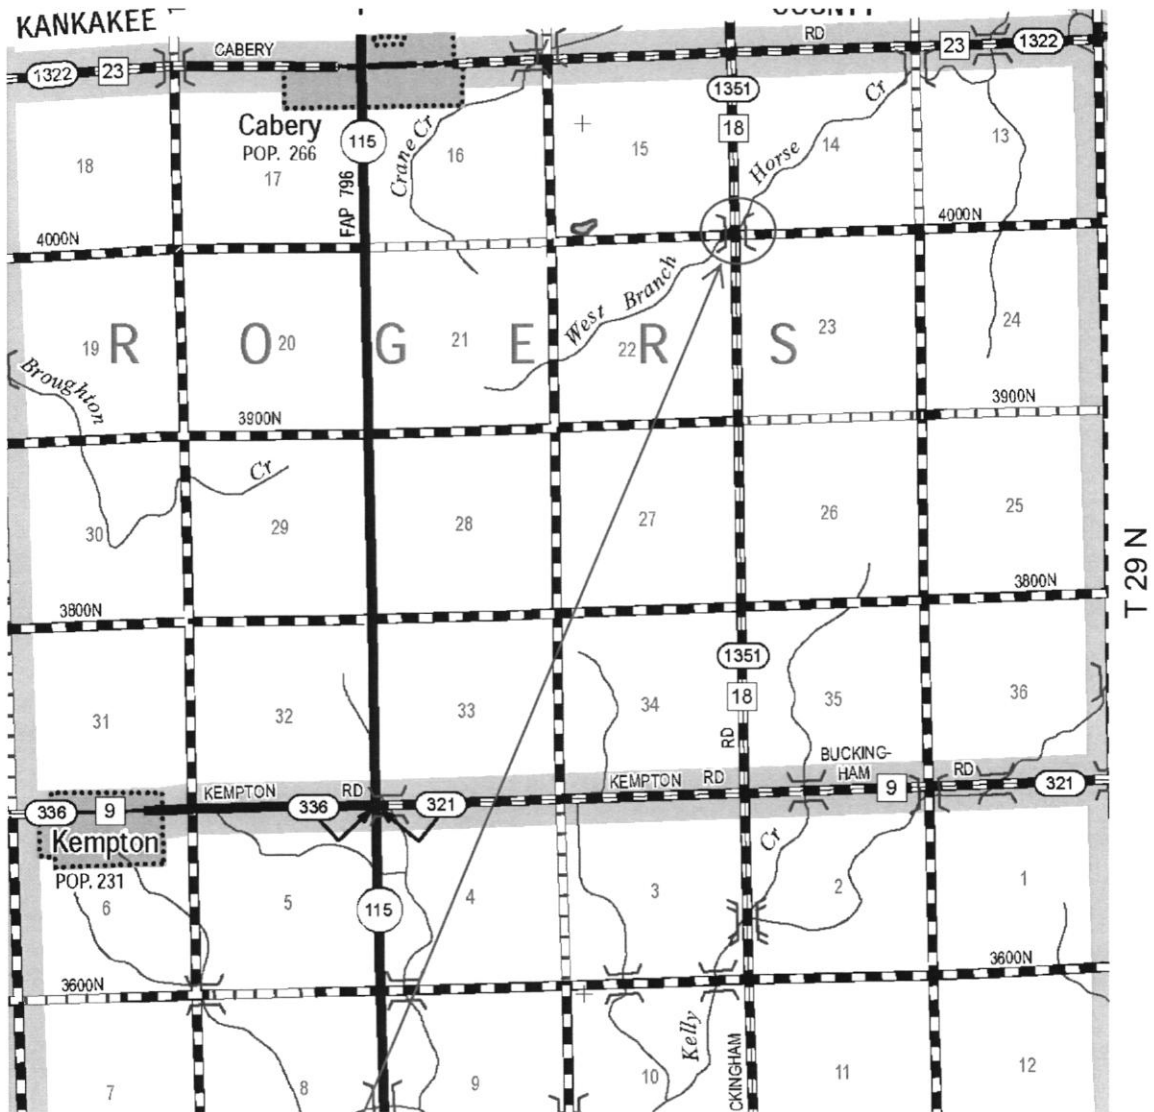 KANKAKEE
COUNTY
CABERY
RD
1322
23
23
1322
1351
18
Cabery
POP. 266
115
FAP 796
Crane Cr
Horse
Cr
18
17
16
15
14
13
4000N
4000N
West Branch
R O G E R S
19
20
21
22
23
24
Broughton
Cr
3900N
3900N
30
29
28
27
26
25
T 29 N
3800N
3800N
1351
18
RD
31
32
33
34
35
36
KEMPTON RD
336
321
KEMPTON RD
BUCKING-
HAM
9
RD
321
336
9
Kempton
POP. 231
115
Cr
6
5
4
3
2
1
3600N
3600N
Kelly
CKINGHAM
7
8
9
10
11
12